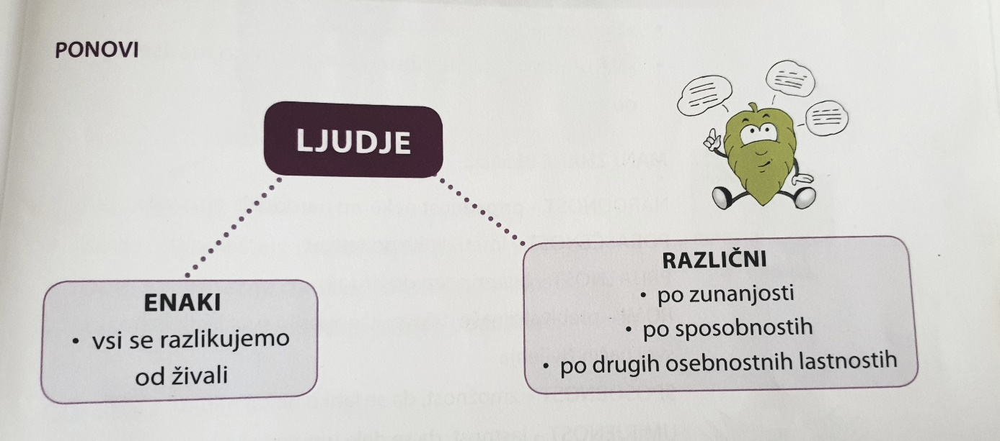 PONOVI
LJUDJE
ENAKI
• vsi se razlikujemo
od živali
RAZLIČNI
• po zunanjosti
• po sposobnostih
• po drugih osebnostnih lastnostih